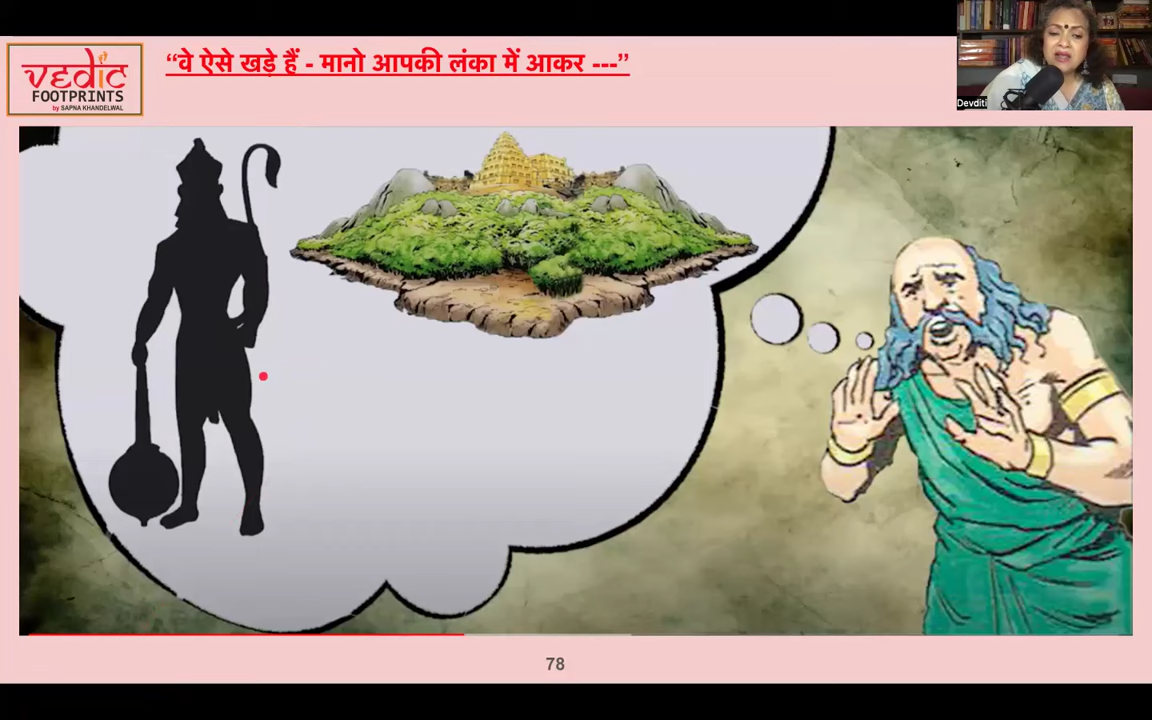 vedic
FOOTPRINTS
by SAPNA KHANDELWAL
“वे ऐसे खड़े हैं - मानो आपकी लंका में आकर ---”
Devditi
78